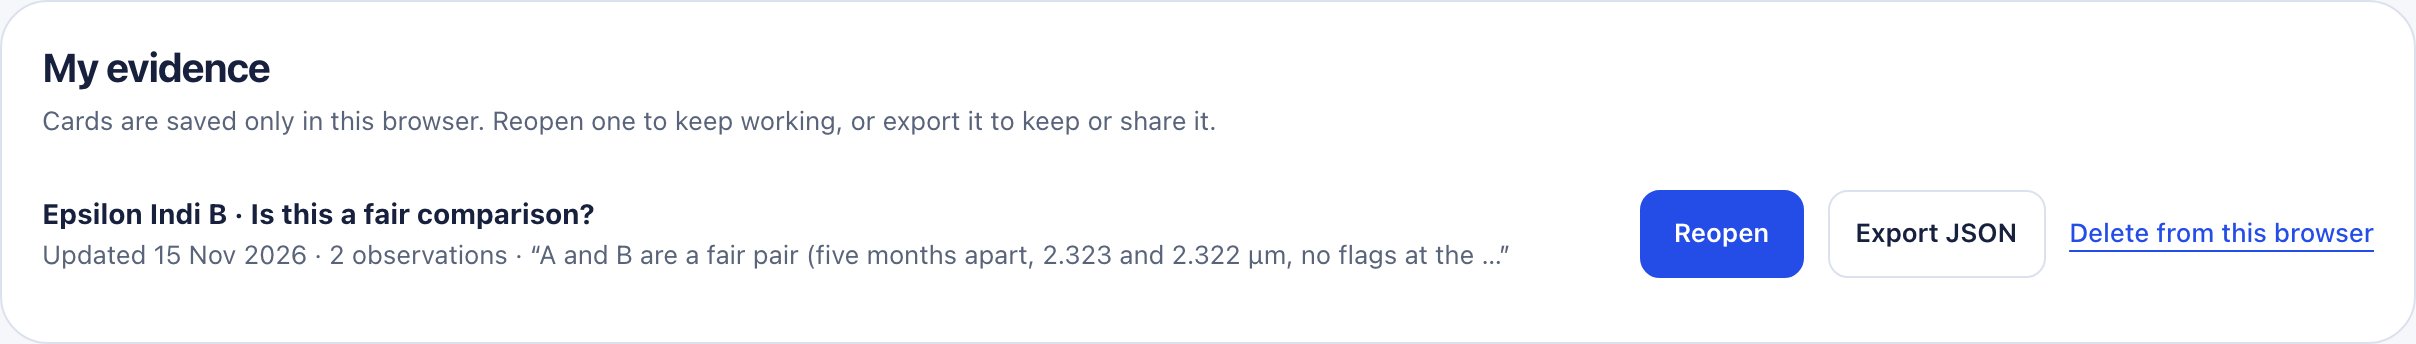 My evidence
Cards are saved only in this browser. Reopen one to keep working, or export it to keep or share it.
Epsilon Indi B · Is this a fair comparison?
Updated 15 Nov 2026 · 2 observations · “A and B are a fair pair (five months apart, 2.323 and 2.322 µm, no flags at the …”
Reopen
Export JSON
Delete from this browser